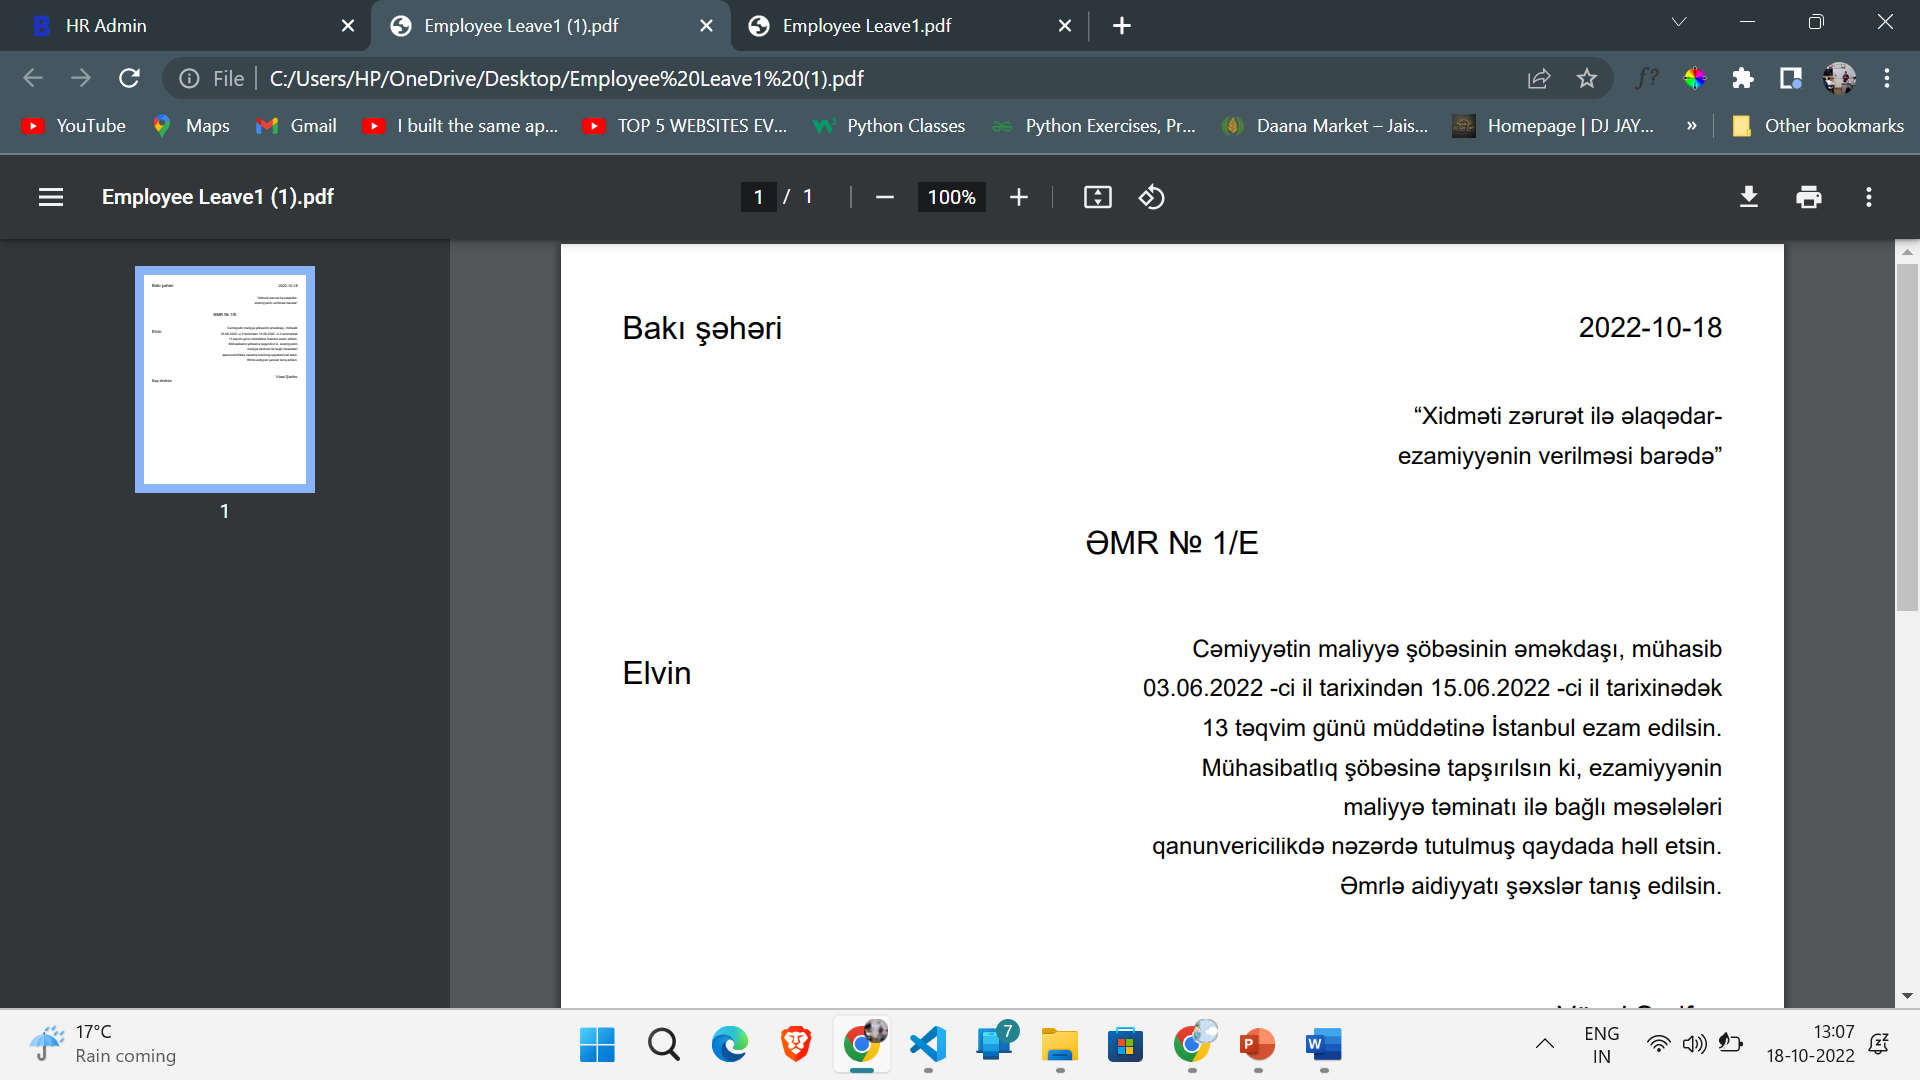 HR Admin
Employee Leave1 (1).pdf
Employee Leave1.pdf
File
C:/Users/HP/OneDrive/Desktop/Employee%20Leave1%20(1).pdf
f?
YouTube
Maps
Gmail
I built the same ap...
TOP 5 WEBSITES EV...
Python Classes
Python Exercises, Pr...
Daana Market – Jais...
Homepage | DJ JAY...
»
Other bookmarks
Employee Leave1 (1).pdf
1 / 1
100%
1
Bakı şəhəri
2022-10-18
“Xidməti zərurət ilə əlaqədar-
ezamiyyənin verilməsi barədə”
ƏMR № 1/E
Elvin
Cəmiyyətin maliyyə şöbəsinin əməkdaşı, mühasib
03.06.2022 -ci il tarixindən 15.06.2022 -ci il tarixinədək
13 təqvim günü müddətinə İstanbul ezam edilsin.
Mühasibatlıq şöbəsinə tapşırılsın ki, ezamiyyənin
maliyyə təminatı ilə bağlı məsələləri
qanunvericilikdə nəzərdə tutulmuş qaydada həll etsin.
Əmrlə aidiyyatı şəxslər tanış edilsin.
17°C
Rain coming
7
ENG
IN
13:07
18-10-2022